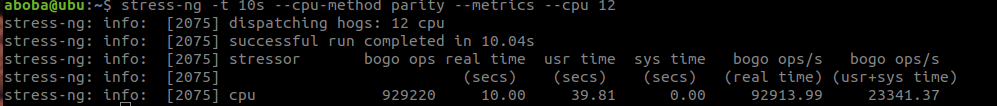 aboba@ubu:~$ stress-ng -t 10s --cpu-method parity --metrics --cpu 12
stress-ng: info:  [2075] dispatching hogs: 12 cpu
stress-ng: info:  [2075] successful run completed in 10.04s
stress-ng: info:  [2075] stressor      bogo ops real time  usr time  sys time   bogo ops/s   bogo ops/s
stress-ng: info:  [2075]                          (secs)    (secs)    (secs)   (real time) (usr+sys time)
stress-ng: info:  [2075] cpu             929220     10.00     39.81      0.00     92913.99     23341.37